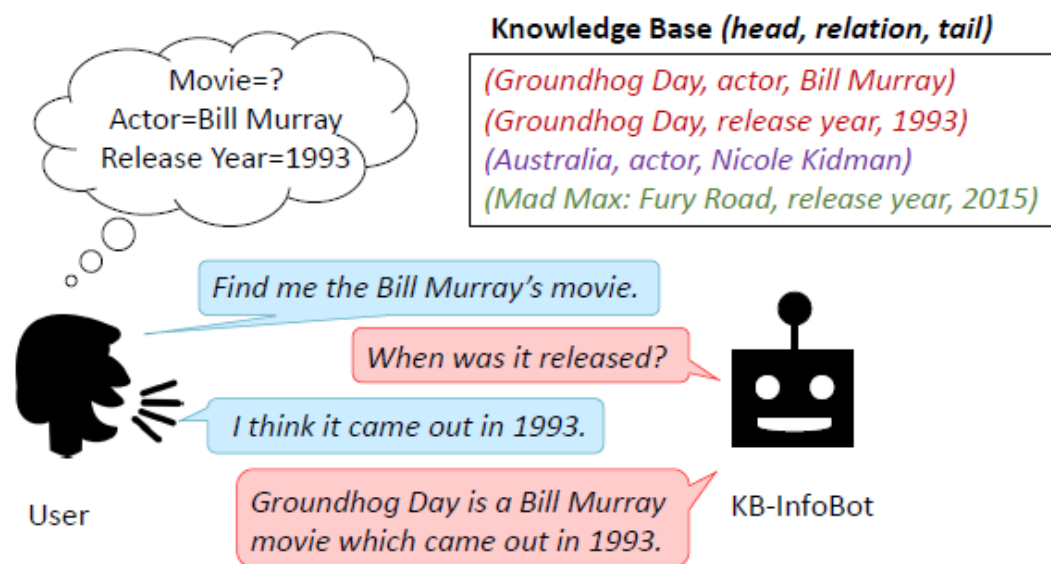 Knowledge Base (head, relation, tail)
(Groundhog Day, actor, Bill Murray)
(Groundhog Day, release year, 1993)
(Australia, actor, Nicole Kidman)
(Mad Max: Fury Road, release year, 2015)
Movie=?
Actor=Bill Murray
Release Year=1993
Find me the Bill Murray’s movie.
When was it released?
I think it came out in 1993.
Groundhog Day is a Bill Murray
movie which came out in 1993.
User
KB-InfoBot